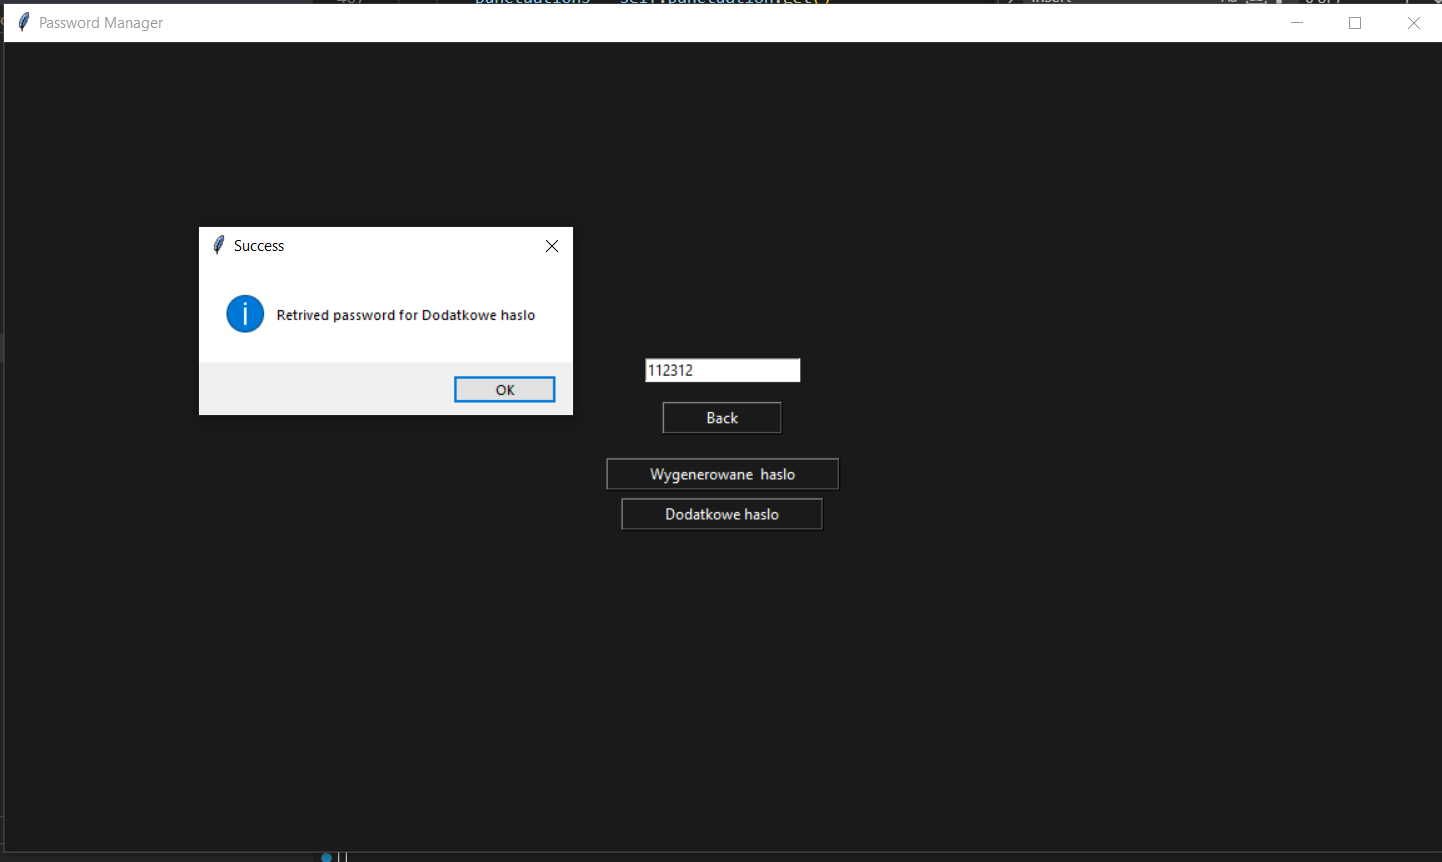 Password Manager
Success
Retrived password for Dodatkowe haslo
OK
112312
Back
Wygenerowane  haslo
Dodatkowe haslo